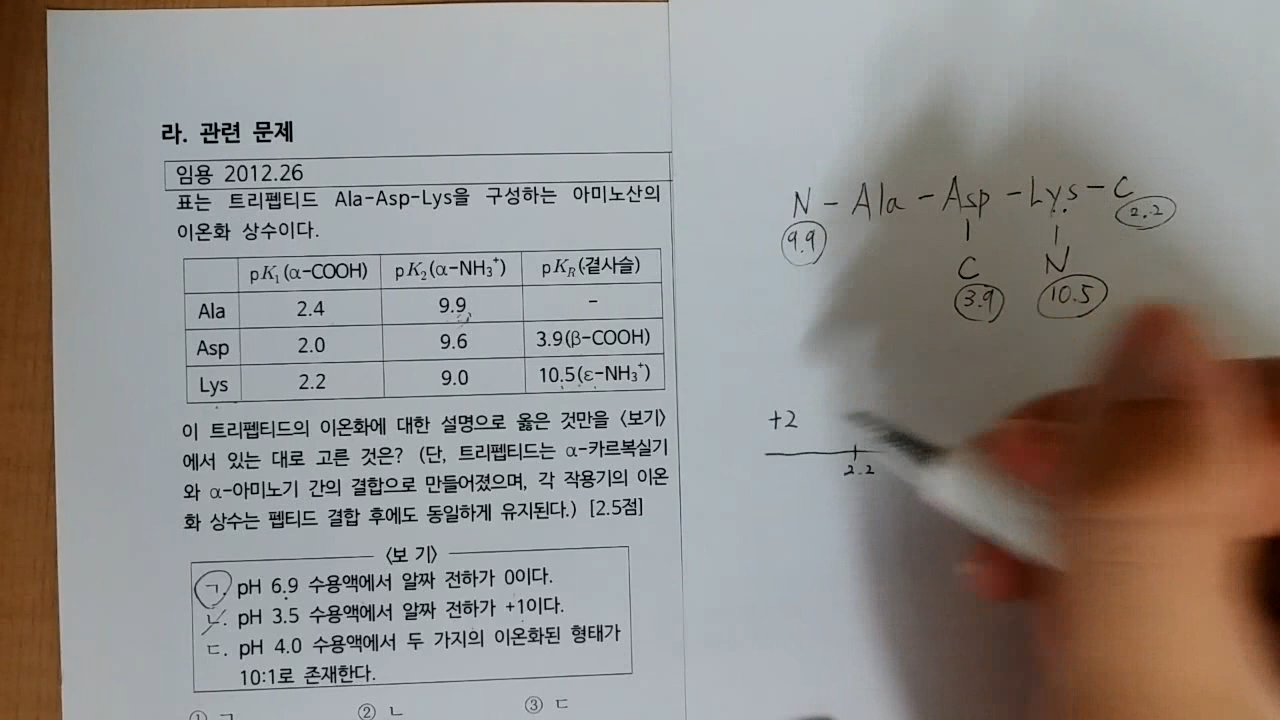 라. 관련 문제
임용 2012.26
표는 트리펩티드 Ala-Asp-Lys을 구성하는 아미노산의
이온화 상수이다.
pK₁(α-COOH) pK₂(α-NH₃⁺) pK_R(곁사슬)
Ala 2.4 9.9 –
Asp 2.0 9.6 3.9(β-COOH)
Lys 2.2 9.0 10.5(ε-NH₃⁺)
이 트리펩티드의 이온화에 대한 설명으로 옳은 것만을 〈보기〉
에서 있는 대로 고른 것은? (단, 트리펩티드는 α-카르복실기
와 α-아미노기 간의 결합으로 만들어졌으며, 각 작용기의 이온
화 상수는 펩티드 결합 후에도 동일하게 유지된다.) [2.5점]
〈보 기〉
ㄱ. pH 6.9 수용액에서 알짜 전하가 0이다.
ㄴ. pH 3.5 수용액에서 알짜 전하가 +1이다.
ㄷ. pH 4.0 수용액에서 두 가지의 이온화된 형태가
10:1로 존재한다.
① ㄱ ② ㄴ ③ ㄷ
N - Ala - Asp - Lys - C
9.9 2.2
C N
3.9 10.5
+2
2.2